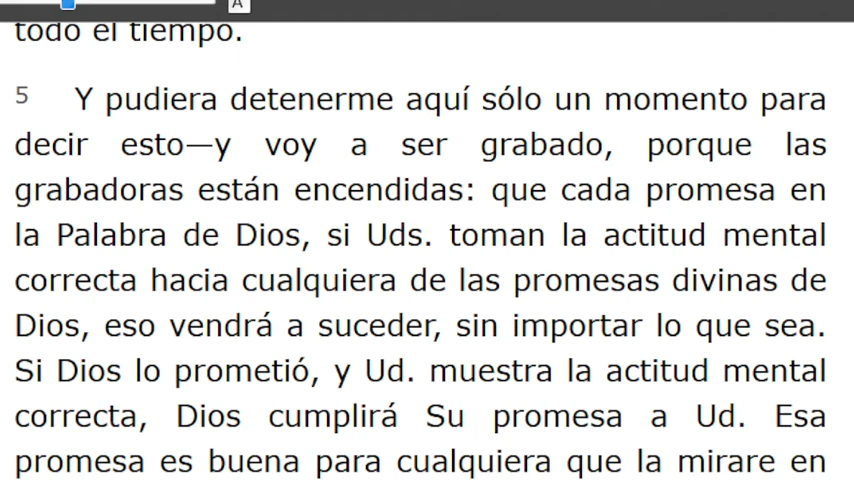 A
todo el tiempo.
5 Y pudiera detenerme aquí sólo un momento para
decir esto—y voy a ser grabado, porque las
grabadoras están encendidas: que cada promesa en
la Palabra de Dios, si Uds. toman la actitud mental
correcta hacia cualquiera de las promesas divinas de
Dios, eso vendrá a suceder, sin importar lo que sea.
Si Dios lo prometió, y Ud. muestra la actitud mental
correcta, Dios cumplirá Su promesa a Ud. Esa
promesa es buena para cualquiera que la mirare en